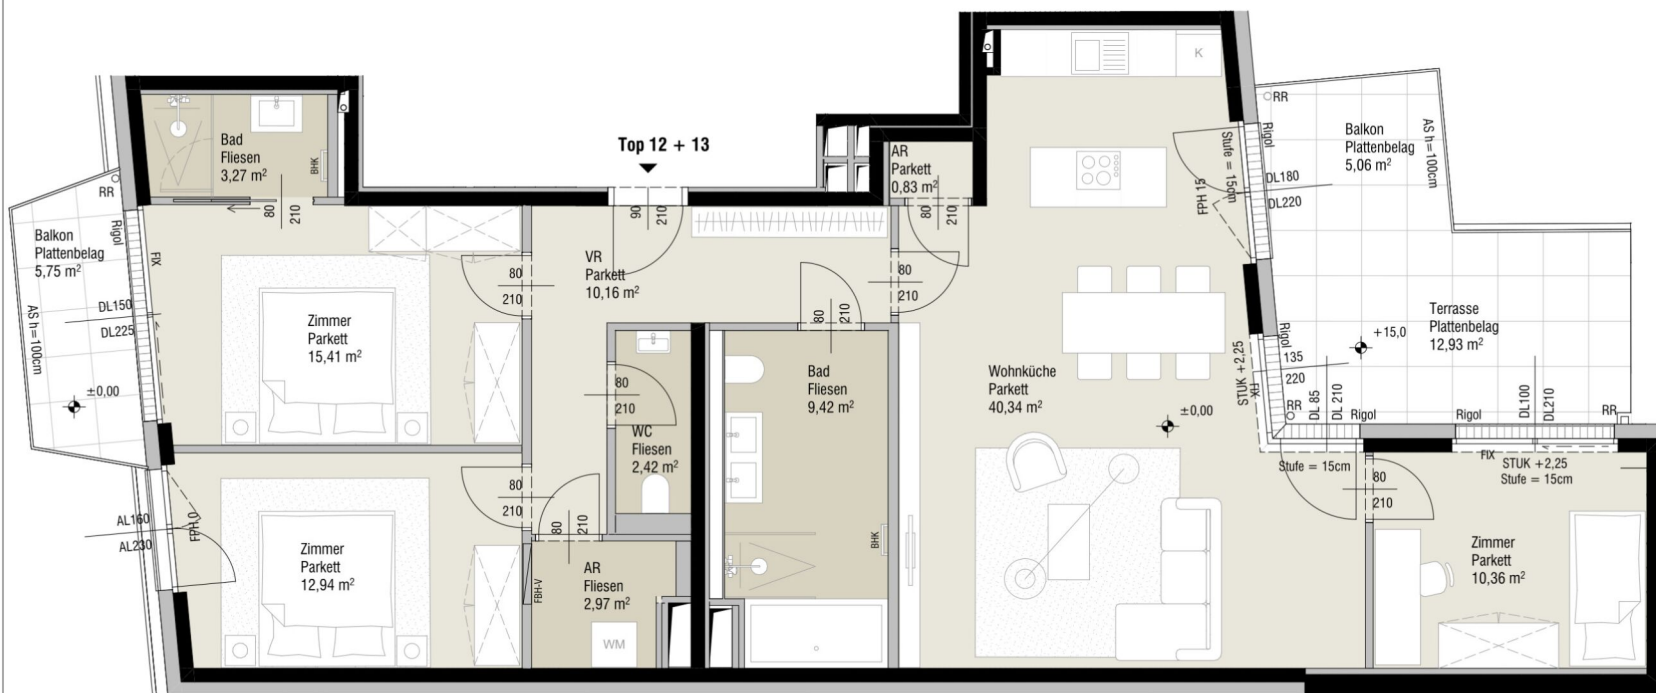 Top 12 + 13
Bad
Fliesen
3,27 m²
BHK
80
210
RR
Balkon
Plattenbelag
5,75 m²
Rigol
FIX
DL150
DL225
AS h=100cm
±0,00
Zimmer
Parkett
15,41 m²
80
210
VR
Parkett
10,16 m²
90
210
AR
Parkett
0,83 m²
80
210
80
210
80
210
K
Wohnküche
Parkett
40,34 m²
±0,00
Bad
Fliesen
9,42 m²
BHK
80
210
WC
Fliesen
2,42 m²
80
210
AL160
AL230
FPH 0
Zimmer
Parkett
12,94 m²
80
210
FBH-V
AR
Fliesen
2,97 m²
WM
RR
Rigol
Stufe = 15cm
FPH 15
DL180
DL220
Balkon
Plattenbelag
5,06 m²
AS h=100cm
Terrasse
Plattenbelag
12,93 m²
+15,0
Rigol
135
220
STUK +2,25
FIX
RR
DL 85
DL 210
Rigol
Rigol
DL100
DL210
RR
Stufe = 15cm
FIX
STUK +2,25
Stufe = 15cm
80
210
Zimmer
Parkett
10,36 m²